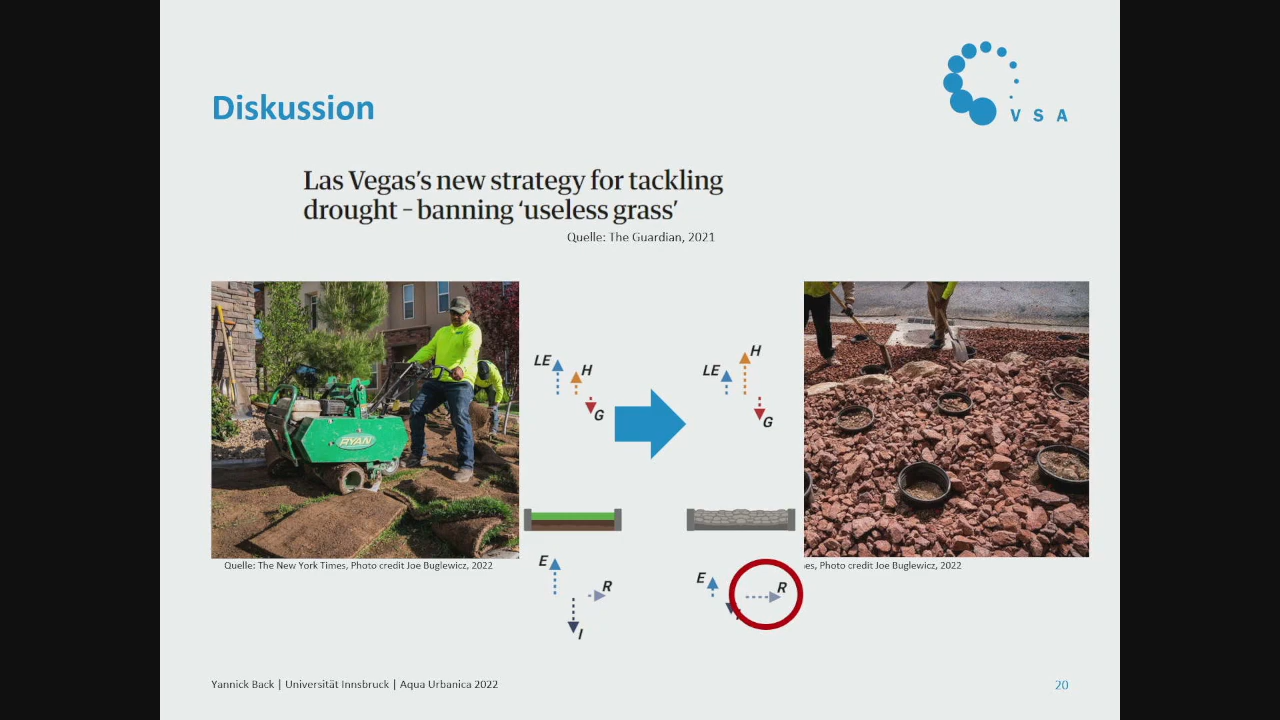 Diskussion
V S A
Las Vegas's new strategy for tackling
drought – banning 'useless grass'
Quelle: The Guardian, 2021
RYAN
LE
H
G
LE
H
G
Quelle: The New York Times, Photo credit Joe Buglewicz, 2022
es, Photo credit Joe Buglewicz, 2022
E
R
I
E
R
Yannick Back | Universität Innsbruck | Aqua Urbanica 2022
20